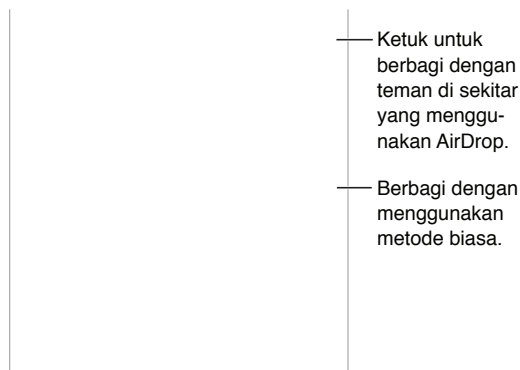 Ketuk untuk
berbagi dengan
teman di sekitar
yang menggu-
nakan AirDrop.
Berbagi dengan
menggunakan
metode biasa.